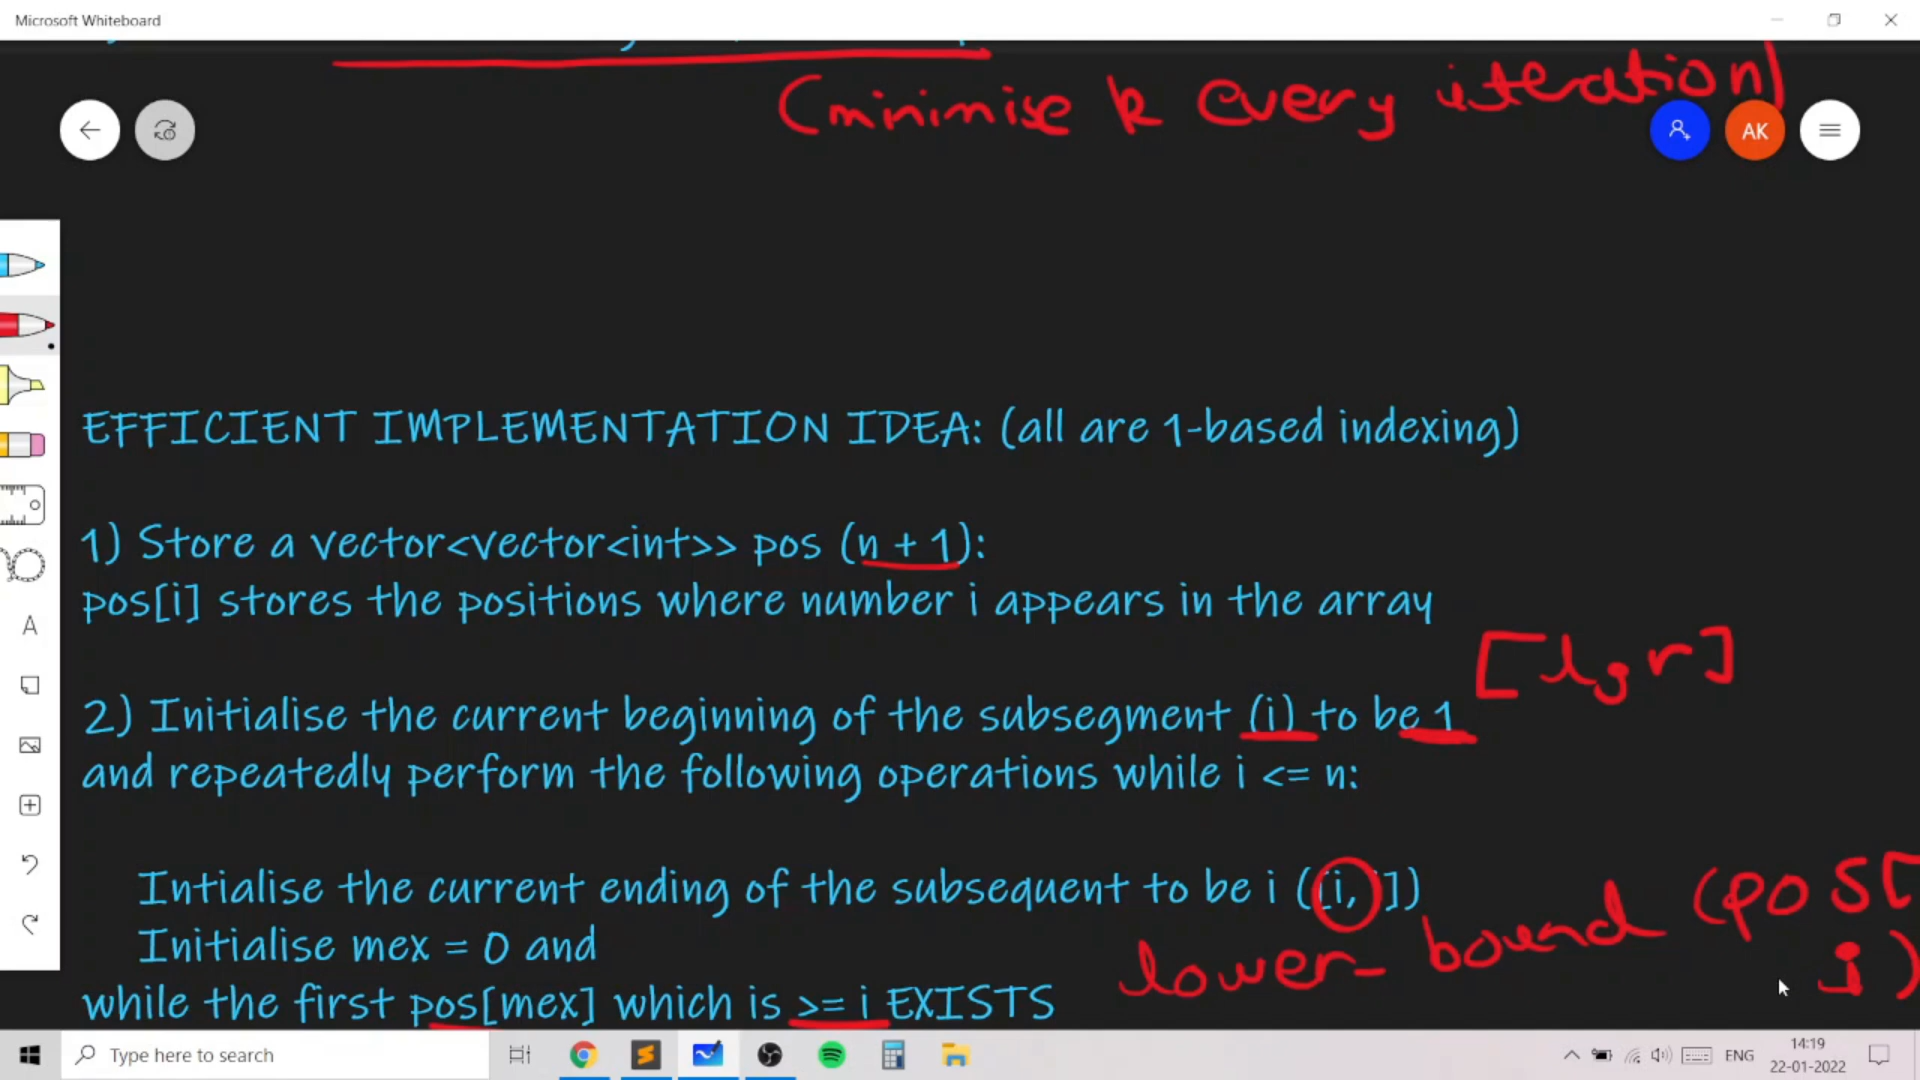 Microsoft Whiteboard
(minimise k every iteration)
AK
EFFICIENT IMPLEMENTATION IDEA: (all are 1-based indexing)
1) Store a vector<vector<int>> pos (n + 1):
pos[i] stores the positions where number i appears in the array
[l, r]
2) Initialise the current beginning of the subsegment (i) to be 1
and repeatedly perform the following operations while i <= n:
Intialise the current ending of the subsequent to be i ([i, ])
Initialise mex = 0 and
lower_bound (pos[
i)
while the first pos[mex] which is >= i EXISTS
A
Type here to search
ENG
14:19
22-01-2022